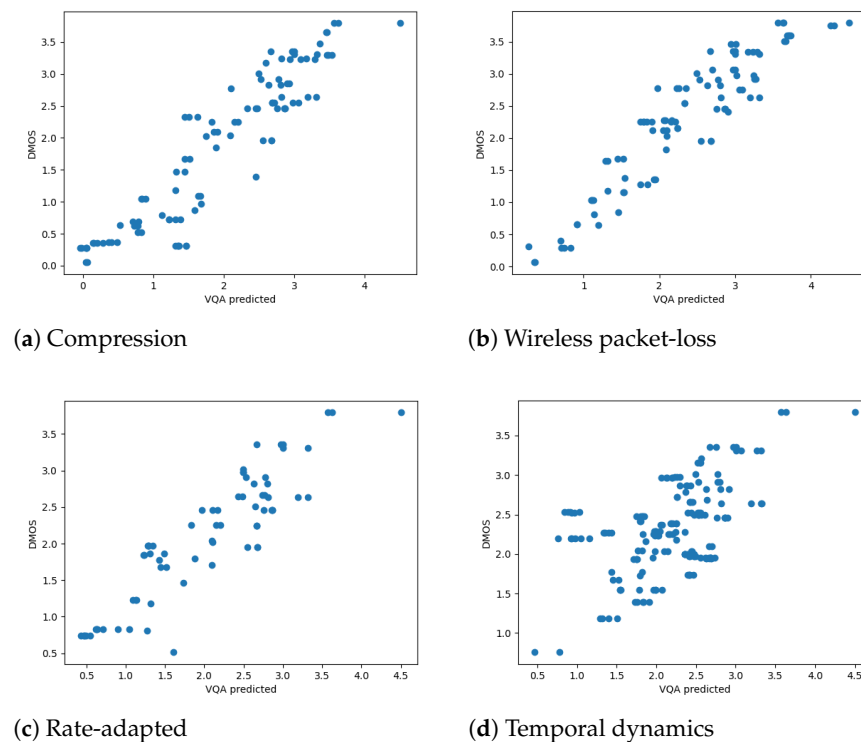 3.5
3.0
2.5
2.0
1.5
1.0
0.5
0.0
DMOS
0 1 2 3 4
VQA predicted
(a) Compression
3.5
3.0
2.5
2.0
1.5
1.0
0.5
0.0
DMOS
1 2 3 4
VQA predicted
(b) Wireless packet-loss
3.5
3.0
2.5
2.0
1.5
1.0
0.5
DMOS
0.5 1.0 1.5 2.0 2.5 3.0 3.5 4.0 4.5
VQA predicted
(c) Rate-adapted
3.5
3.0
2.5
2.0
1.5
1.0
DMOS
0.5 1.0 1.5 2.0 2.5 3.0 3.5 4.0 4.5
VQA predicted
(d) Temporal dynamics